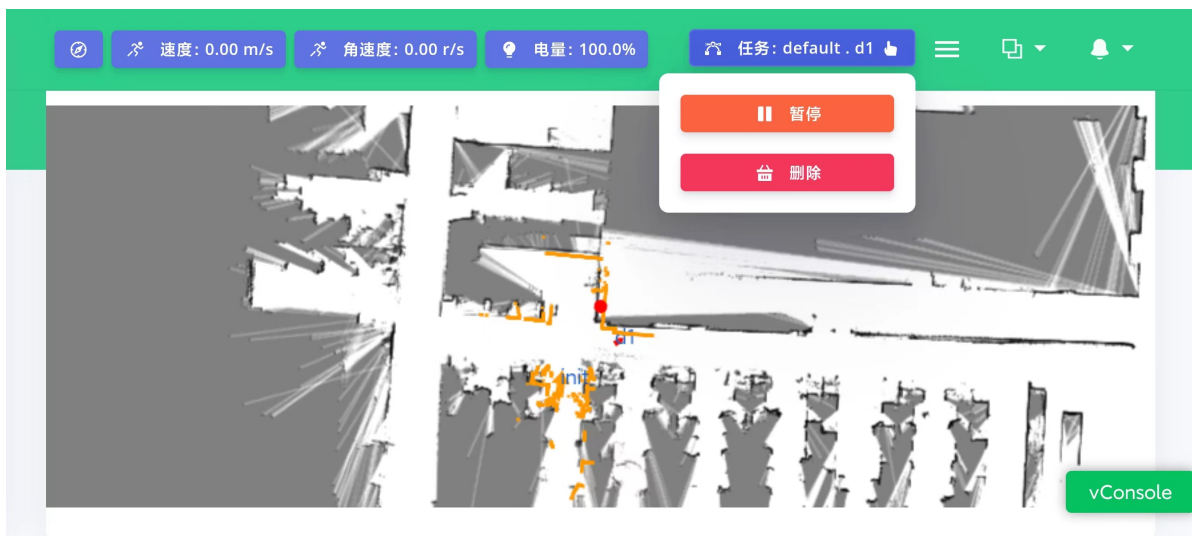 速度: 0.00 m/s
角速度: 0.00 r/s
电量: 100.0%
任务: default . d1
暂停
删除
d1
init
vConsole